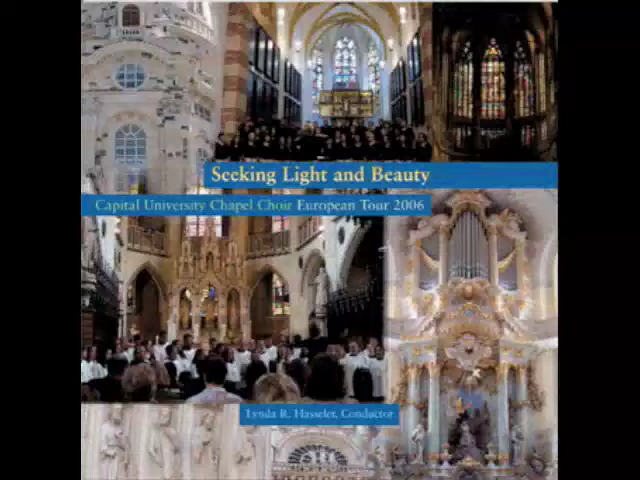 Seeking Light and Beauty
Capital University Chapel Choir European Tour 2006
Lynda R. Hasseler, Conductor